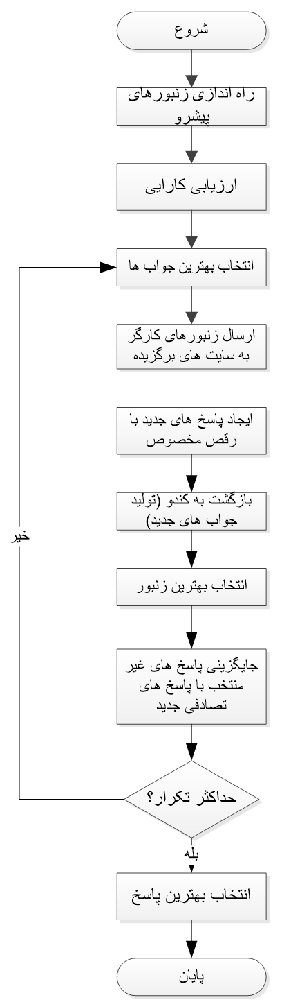 شروع
راه اندازی زنبورهای
پیشرو
ارزیابی کارایی
انتخاب بهترین جواب ها
ارسال زنبورهای کارگر
به سایت های برگزیده
ایجاد پاسخ های جدید با
رقص مخصوص
بازگشت به کندو (تولید
جواب های جدید)
خیر
انتخاب بهترین زنبور
جایگزینی پاسخ های غیر
منتخب با پاسخ های
تصادفی جدید
حداکثر تکرار؟
بله
انتخاب بهترین پاسخ
پایان